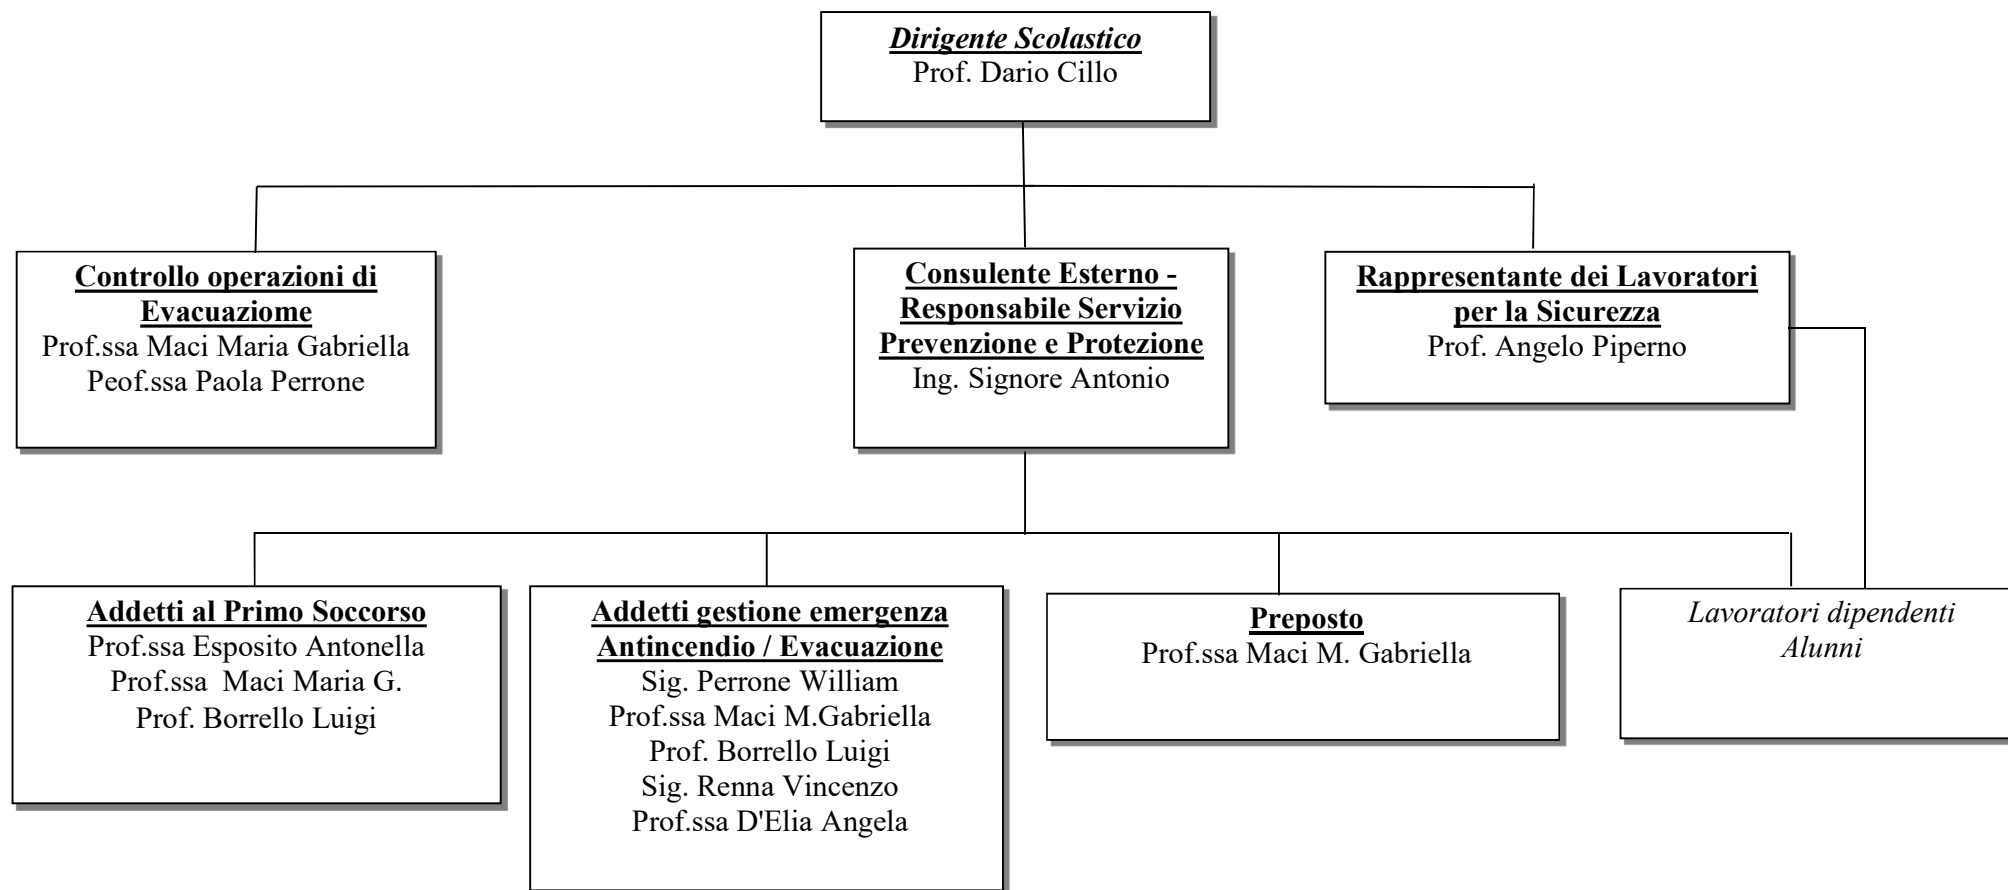 Dirigente Scolastico
Prof. Dario Cillo
Controllo operazioni di
Evacuaziome
Prof.ssa Maci Maria Gabriella
Peof.ssa Paola Perrone
Consulente Esterno -
Responsabile Servizio
Prevenzione e Protezione
Ing. Signore Antonio
Rappresentante dei Lavoratori
per la Sicurezza
Prof. Angelo Piperno
Addetti al Primo Soccorso
Prof.ssa Esposito Antonella
Prof.ssa  Maci Maria G.
Prof. Borrello Luigi
Addetti gestione emergenza
Antincendio / Evacuazione
Sig. Perrone William
Prof.ssa Maci M.Gabriella
Prof. Borrello Luigi
Sig. Renna Vincenzo
Prof.ssa D'Elia Angela
Preposto
Prof.ssa Maci M. Gabriella
Lavoratori dipendenti
Alunni